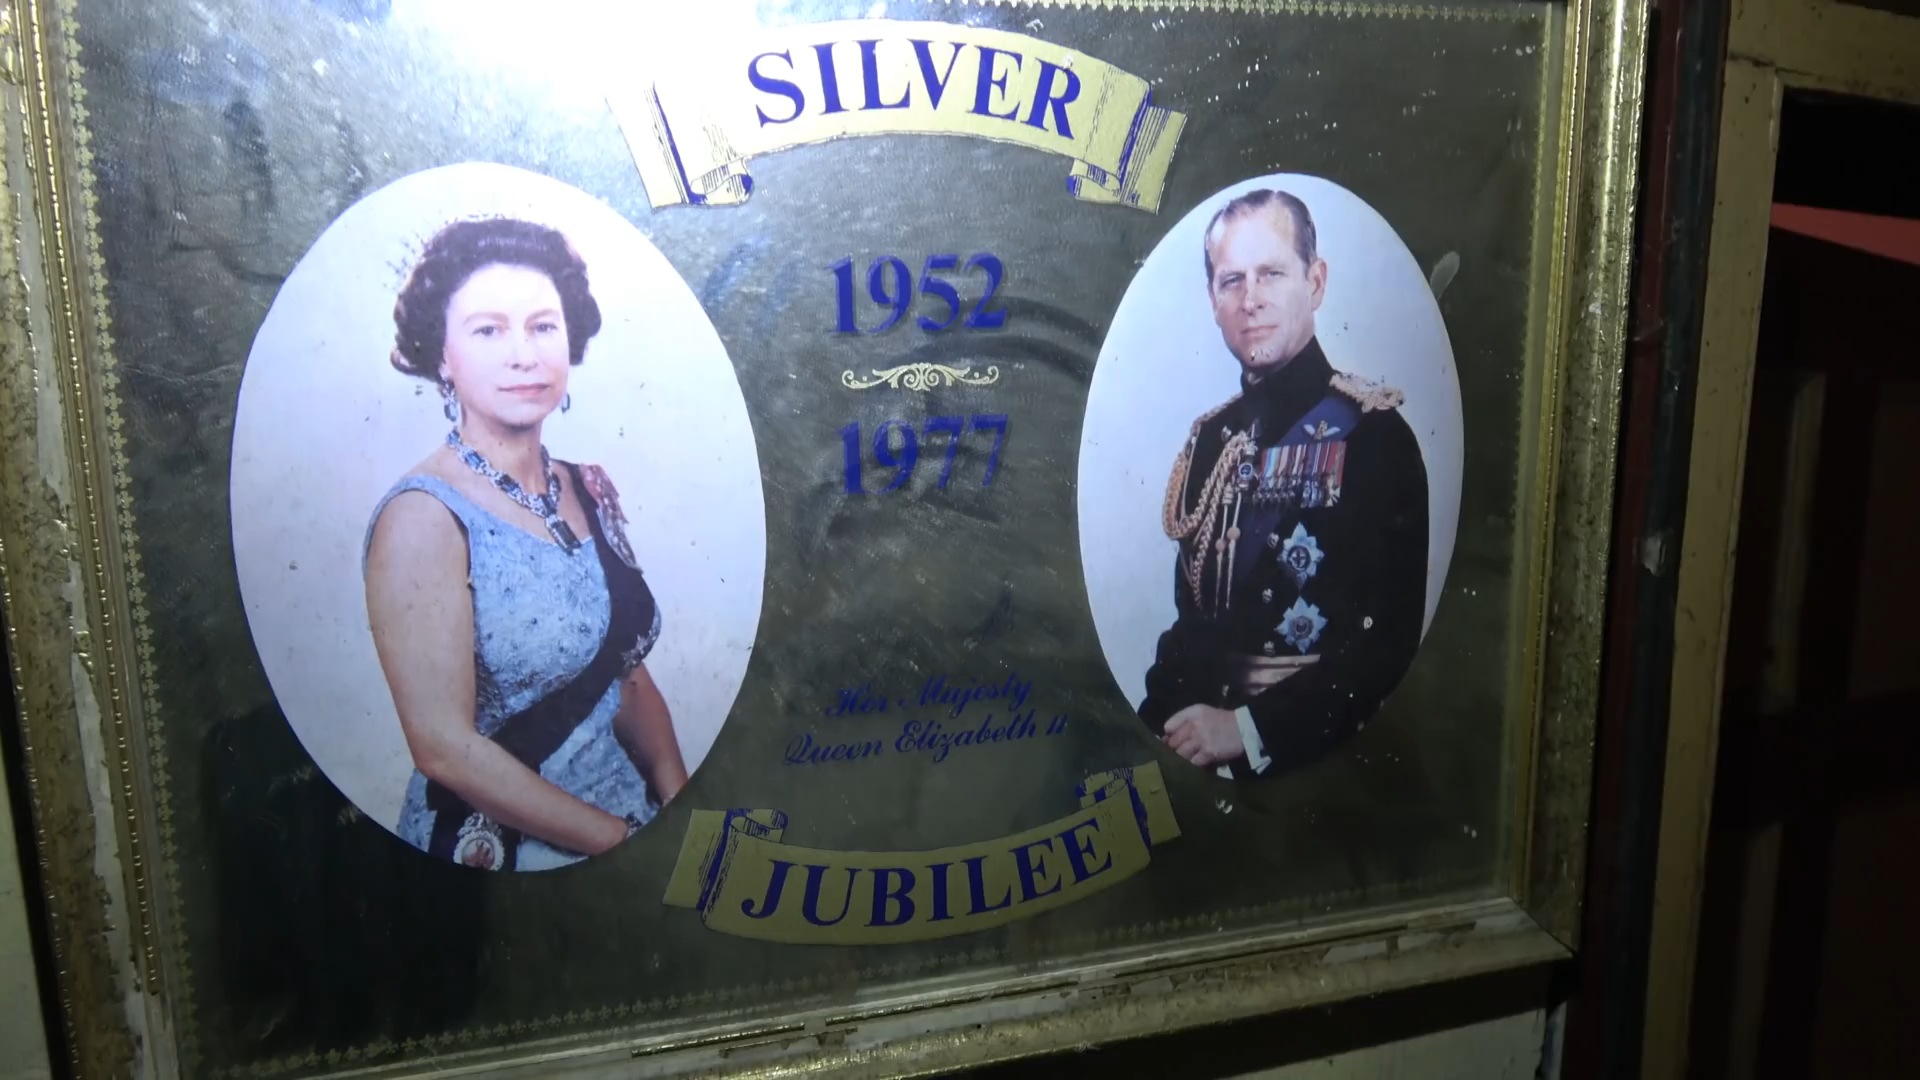 SILVER
1952
1977
Her Majesty
Queen Elizabeth II
JUBILEE